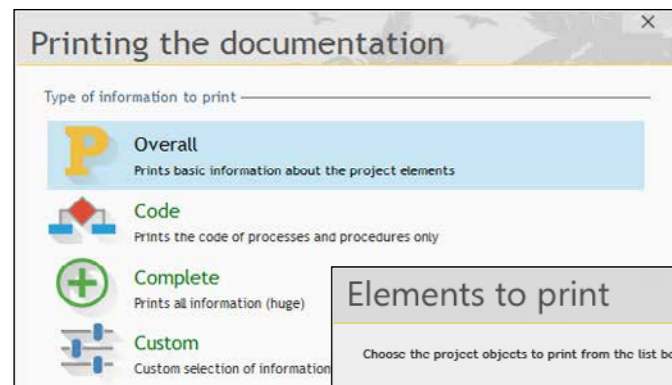 Printing the documentation
Type of information to print
Overall
Prints basic information about the project elements
Code
Prints the code of processes and procedures only
Complete
Prints all information (huge)
Custom
Custom selection of information
Elements to print
Choose the project objects to print from the list